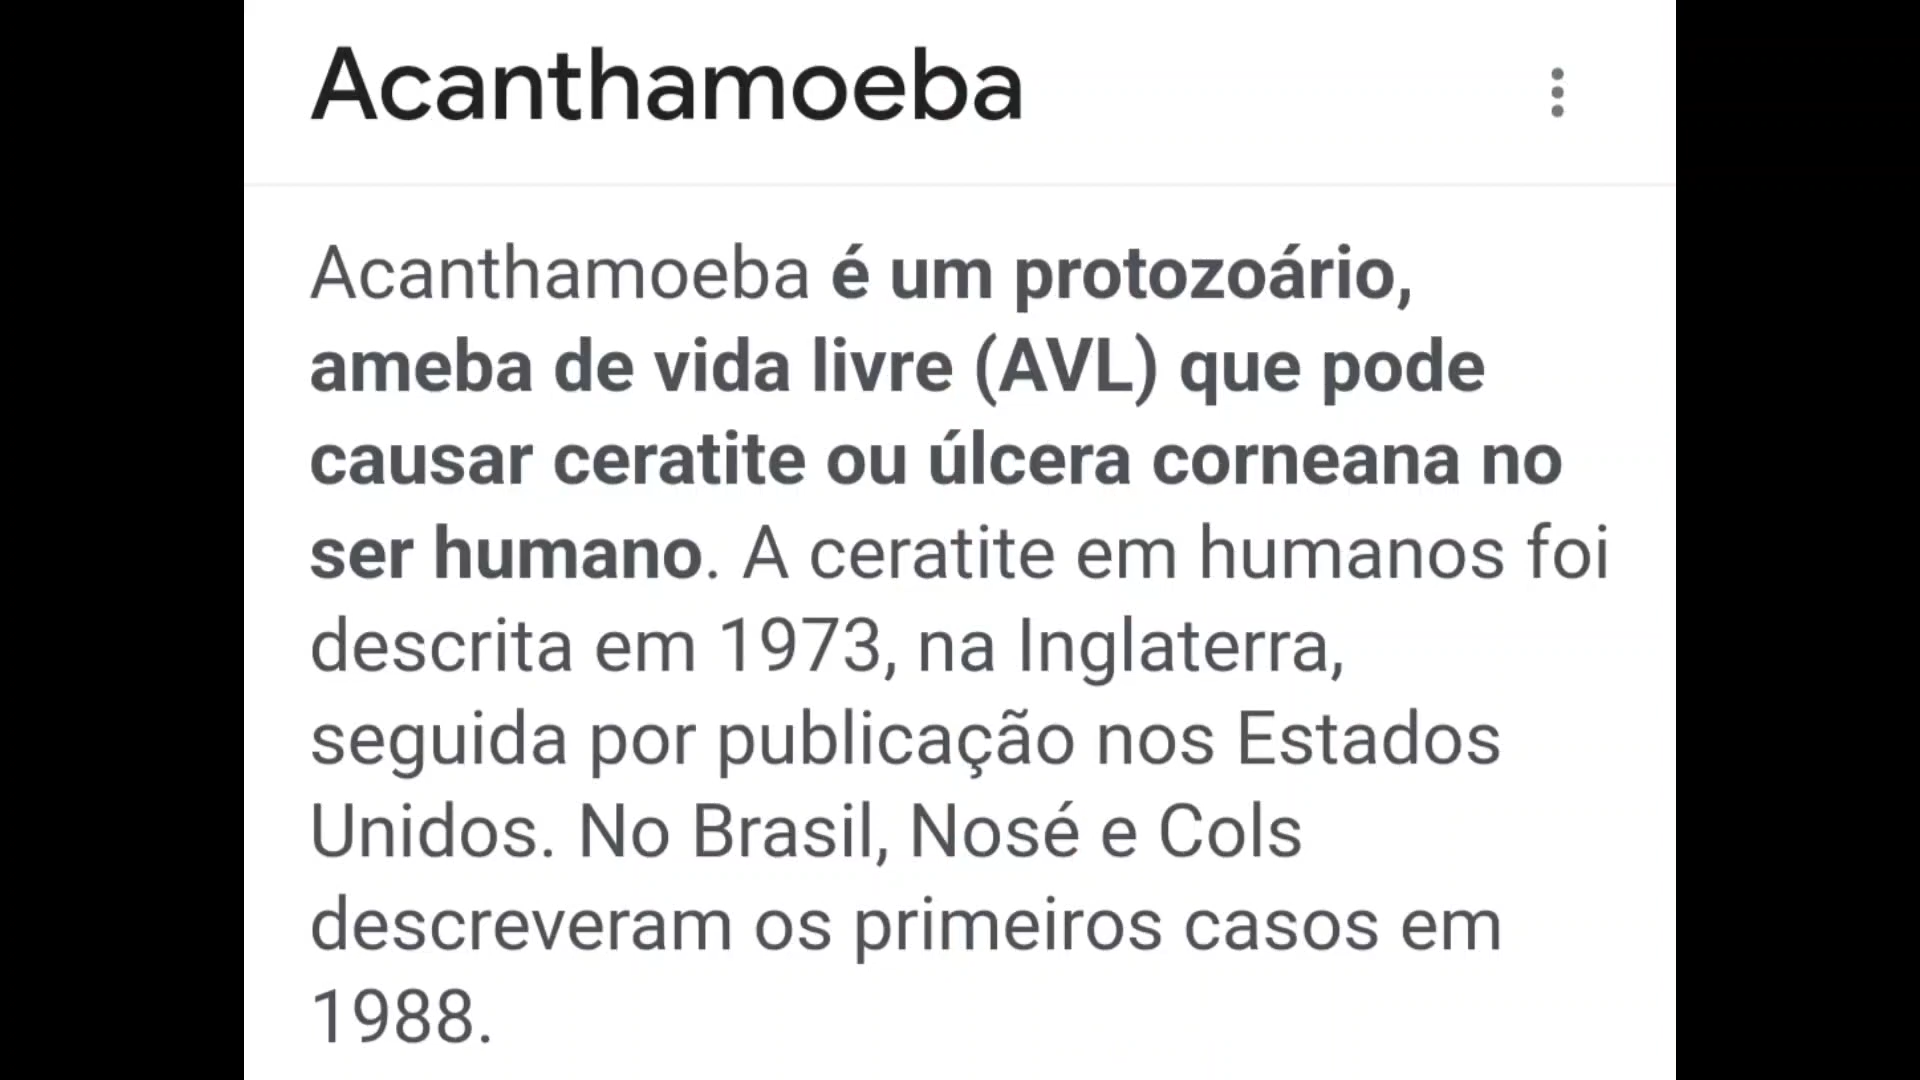 Acanthamoeba
Acanthamoeba é um protozoário,
ameba de vida livre (AVL) que pode
causar ceratite ou úlcera corneana no
ser humano. A ceratite em humanos foi
descrita em 1973, na Inglaterra,
seguida por publicação nos Estados
Unidos. No Brasil, Nosé e Cols
descreveram os primeiros casos em
1988.